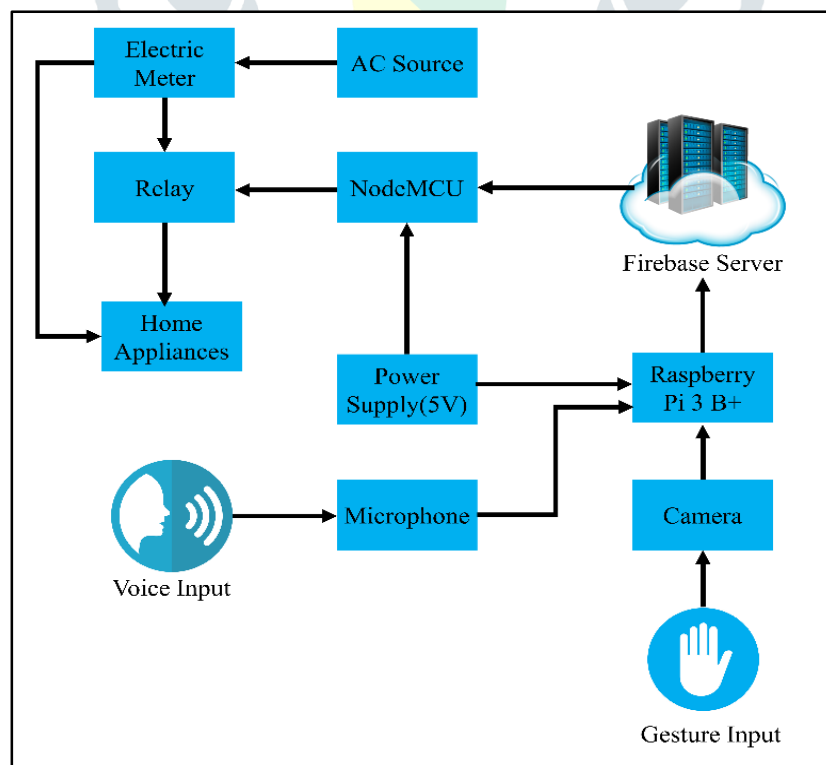 Electric
Meter
AC Source
Relay
NodeMCU
Firebase Server
Home
Appliances
Power
Supply(5V)
Raspberry
Pi 3 B+
Microphone
Camera
Voice Input
Gesture Input